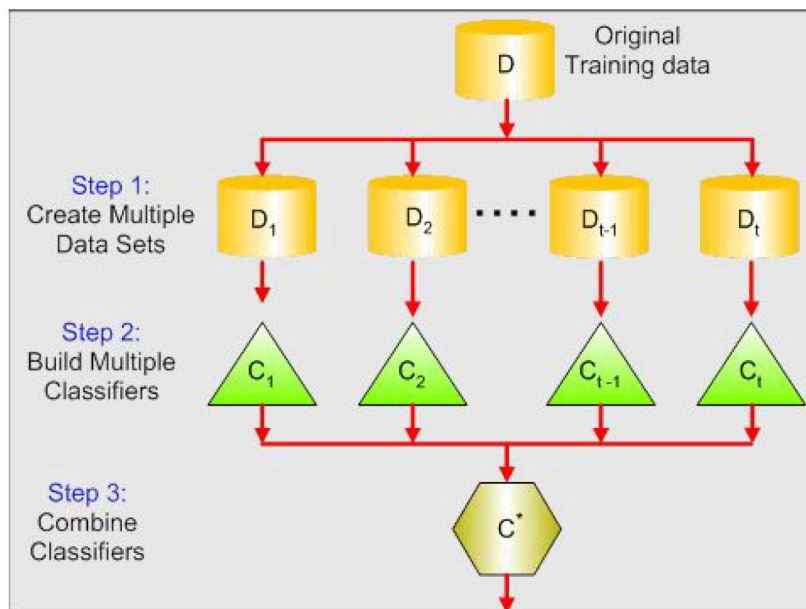 D
Original
Training data
Step 1:
Create Multiple
Data Sets
D₁
D₂
....
Dₜ₋₁
Dₜ
Step 2:
Build Multiple
Classifiers
C₁
C₂
Cₜ₋₁
Cₜ
Step 3:
Combine
Classifiers
C*